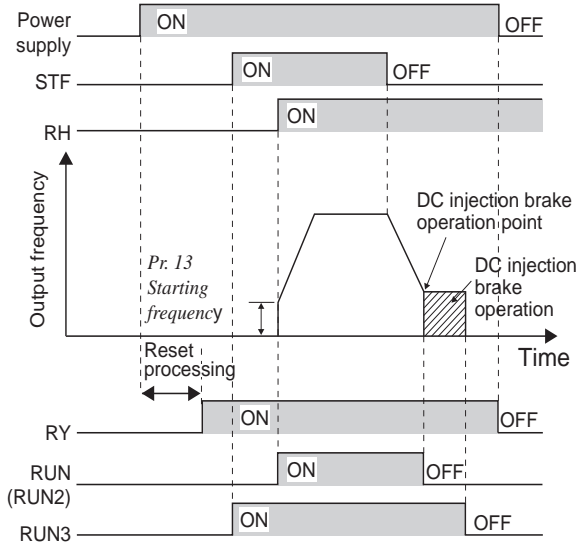 Power
supply
ON
OFF
STF
ON
OFF
RH
ON
Output frequency
DC injection brake
operation point
DC injection
brake
operation
Pr. 13
Starting
frequency
Time
Reset
processing
RY
ON
OFF
RUN
(RUN2)
ON
OFF
RUN3
ON
OFF